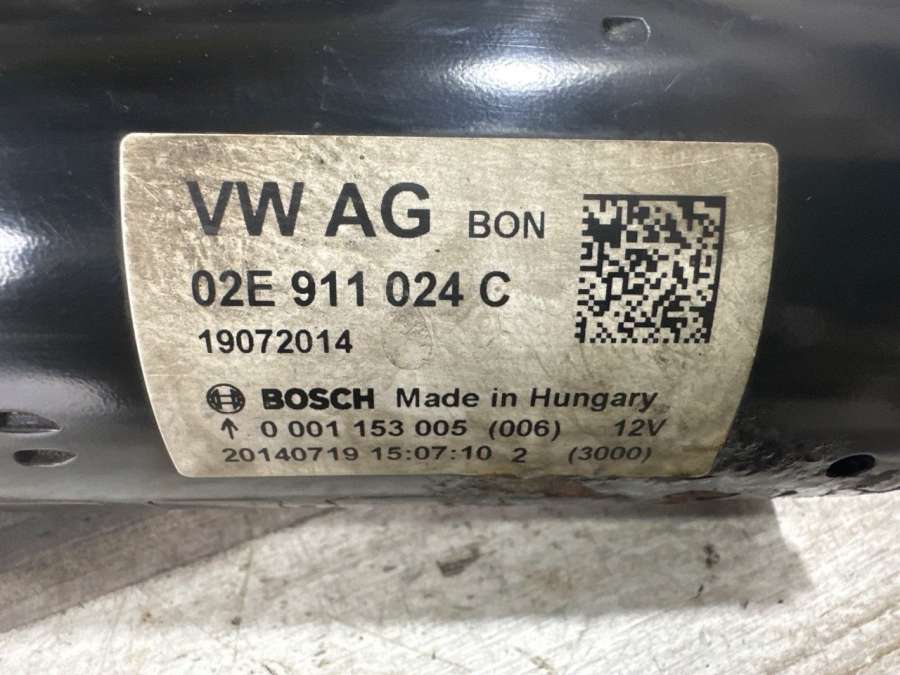 VW AG BON
02E 911 024 C
19072014
BOSCH Made in Hungary
↑ 0 001 153 005 (006) 12V
20140719 15:07:10 2 (3000)